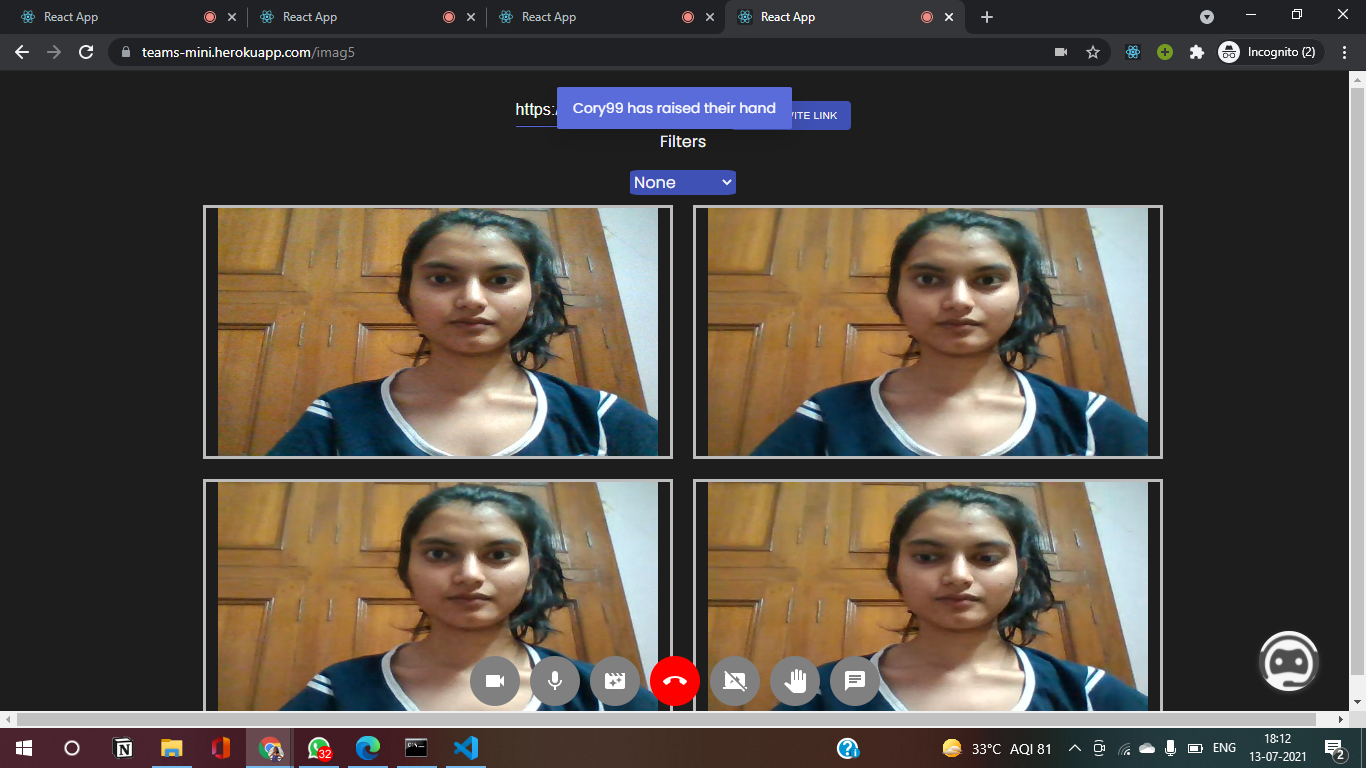 React App
React App
React App
React App
teams-mini.herokuapp.com/imag5
Incognito (2)
https:/
Cory99 has raised their hand
LINK
Filters
None
32
33°C AQI 81
ENG
18:12
13-07-2021
2